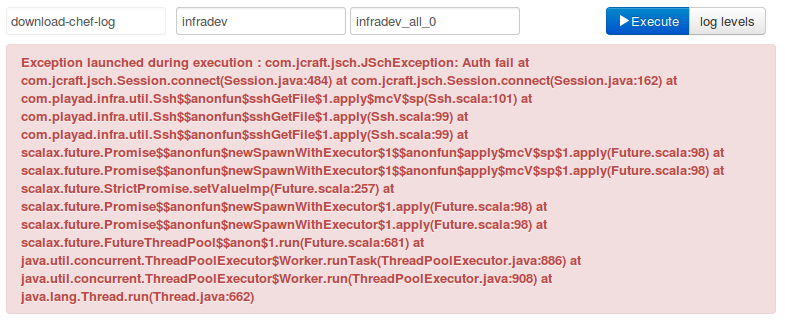 download-chef-log infradev infradev_all_0 Execute log levels
Exception launched during execution : com.jcraft.jsch.JSchException: Auth fail at
com.jcraft.jsch.Session.connect(Session.java:484) at com.jcraft.jsch.Session.connect(Session.java:162) at
com.playad.infra.util.Ssh$$anonfun$sshGetFile$1.apply$mcV$sp(Ssh.scala:101) at
com.playad.infra.util.Ssh$$anonfun$sshGetFile$1.apply(Ssh.scala:99) at
com.playad.infra.util.Ssh$$anonfun$sshGetFile$1.apply(Ssh.scala:99) at
scalax.future.Promise$$anonfun$newSpawnWithExecutor$1$$anonfun$apply$mcV$sp$1.apply(Future.scala:98) at
scalax.future.Promise$$anonfun$newSpawnWithExecutor$1$$anonfun$apply$mcV$sp$1.apply(Future.scala:98) at
scalax.future.StrictPromise.setValueImp(Future.scala:257) at
scalax.future.Promise$$anonfun$newSpawnWithExecutor$1.apply(Future.scala:98) at
scalax.future.Promise$$anonfun$newSpawnWithExecutor$1.apply(Future.scala:98) at
scalax.future.FutureThreadPool$$anon$1.run(Future.scala:681) at
java.util.concurrent.ThreadPoolExecutor$Worker.runTask(ThreadPoolExecutor.java:886) at
java.util.concurrent.ThreadPoolExecutor$Worker.run(ThreadPoolExecutor.java:908) at
java.lang.Thread.run(Thread.java:662)